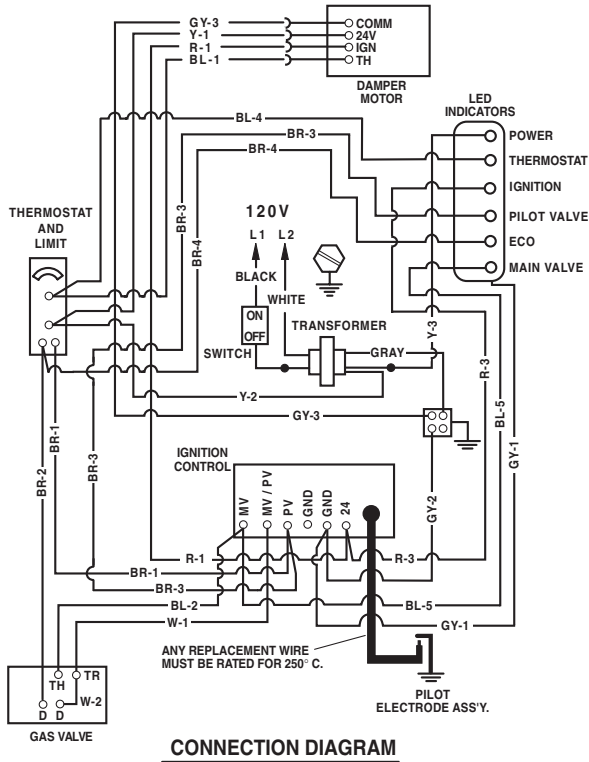 GY-3
Y-1
R-1
BL-1
COMM
24V
IGN
TH
DAMPER
MOTOR
LED
INDICATORS
BL-4
BR-3
BR-4
POWER
THERMOSTAT
IGNITION
PILOT VALVE
ECO
MAIN VALVE
THERMOSTAT
AND
LIMIT
BR-3
BR-4
120V
L1 L2
BLACK
WHITE
ON
OFF
SWITCH
TRANSFORMER
GRAY
Y-3
R-3
BL-5
GY-1
Y-2
GY-3
BR-1
BR-2
BR-3
GY-2
IGNITION
CONTROL
MV
MV / PV
PV
GND
GND
24
R-1
R-3
BR-1
BR-3
BL-2
BL-5
W-1
GY-1
ANY REPLACEMENT WIRE
MUST BE RATED FOR 250° C.
TH
TR
W-2
D D
GAS VALVE
PILOT
ELECTRODE ASS'Y.
CONNECTION DIAGRAM